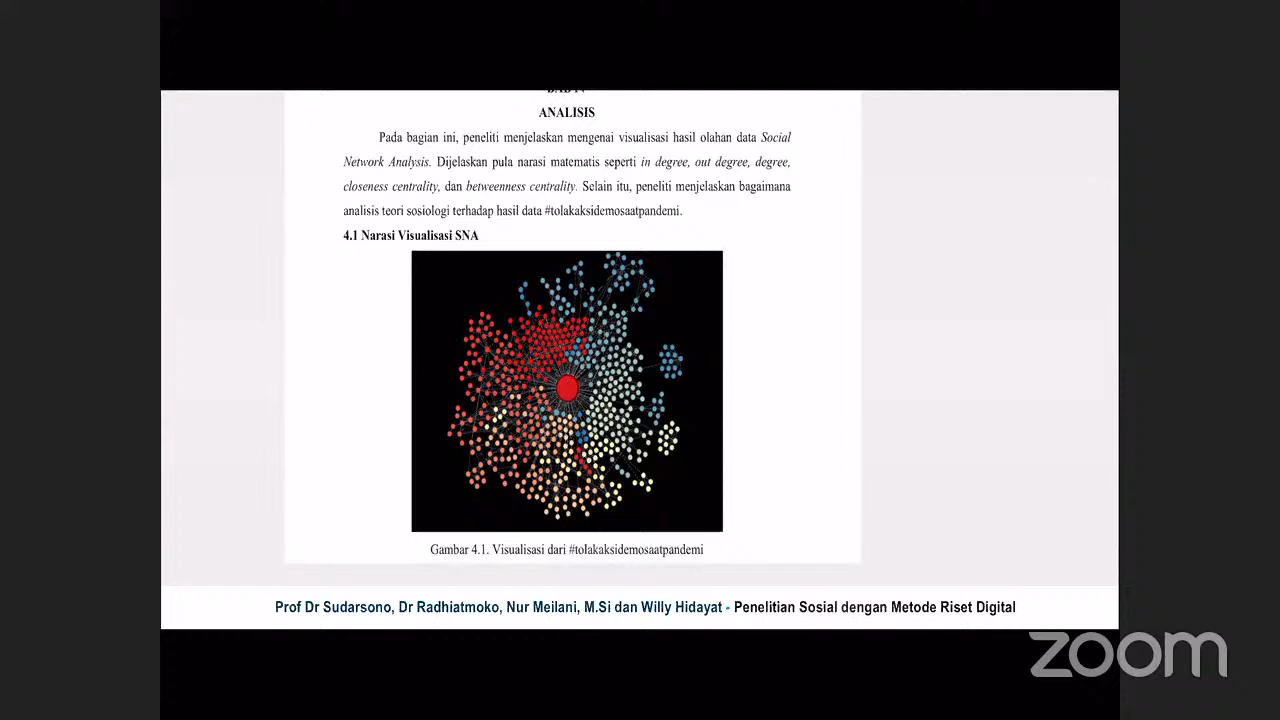 ANALISIS
Pada bagian ini, peneliti menjelaskan mengenai visualisasi hasil olahan data Social
Network Analysis. Dijelaskan pula narasi matematis seperti in degree, out degree, degree,
closeness centrality, dan betweenness centrality. Selain itu, peneliti menjelaskan bagaimana
analisis teori sosiologi terhadap hasil data #tolakaksidemosaatpandemi.
4.1 Narasi Visualisasi SNA
Gambar 4.1. Visualisasi dari #tolakaksidemosaatpandemi
Prof Dr Sudarsono, Dr Radhiatmoko, Nur Meilani, M.Si dan Willy Hidayat - Penelitian Sosial dengan Metode Riset Digital
zoom